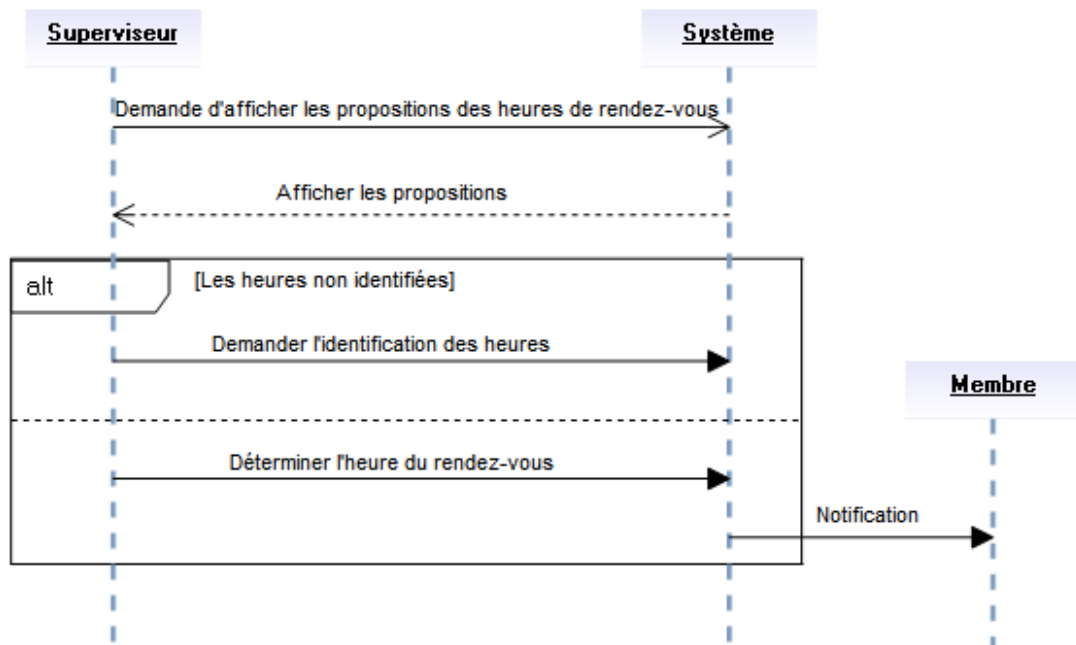 Superviseur
Système
Demande d'afficher les propositions des heures de rendez-vous
Afficher les propositions
alt
[Les heures non identifiées]
Demander l'identification des heures
Membre
Déterminer l'heure du rendez-vous
Notification